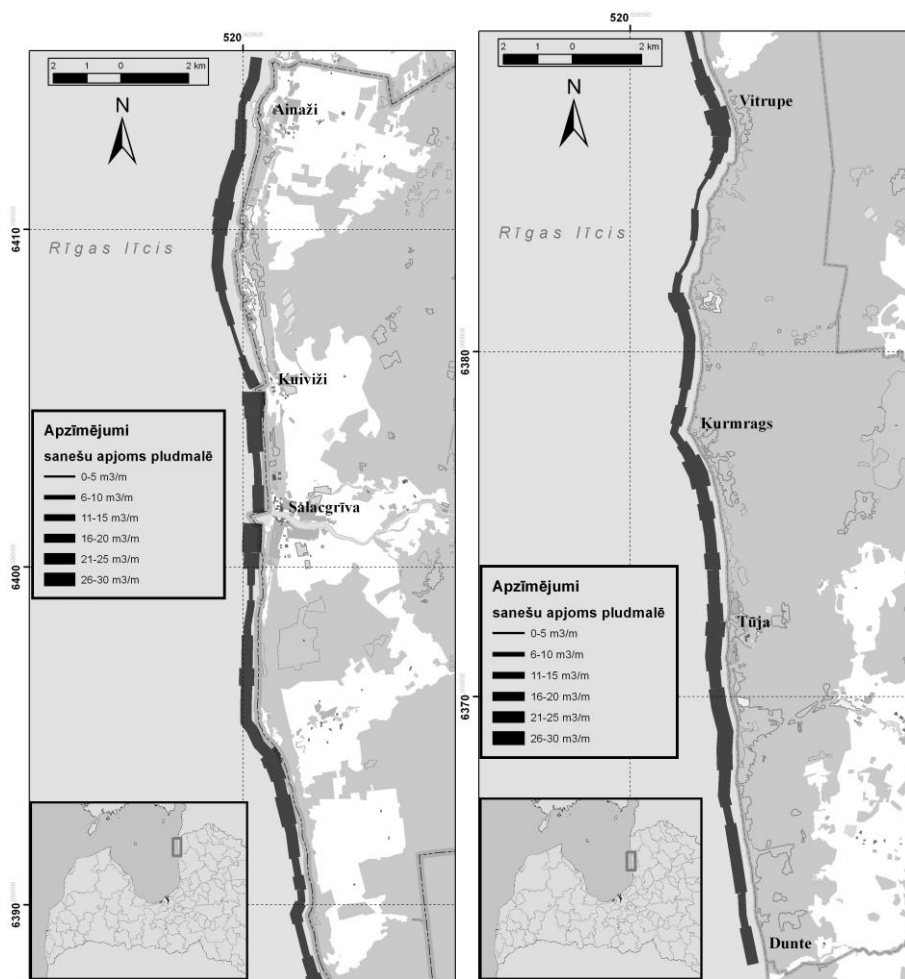 520
2 1 0 2 km
N
Ainaži
6410
Rīgas līcis
Kuiviži
Apzīmējumi
sanešu apjoms pludmalē
0-5 m3/m
6-10 m3/m
11-15 m3/m
16-20 m3/m
21-25 m3/m
26-30 m3/m
Salacgrīva
6400
6390
520
2 1 0 2 km
N
Vitrupe
Rīgas līcis
6380
Kurmrags
Apzīmējumi
sanešu apjoms pludmalē
0-5 m3/m
6-10 m3/m
11-15 m3/m
16-20 m3/m
21-25 m3/m
26-30 m3/m
Tūja
6370
Dunte